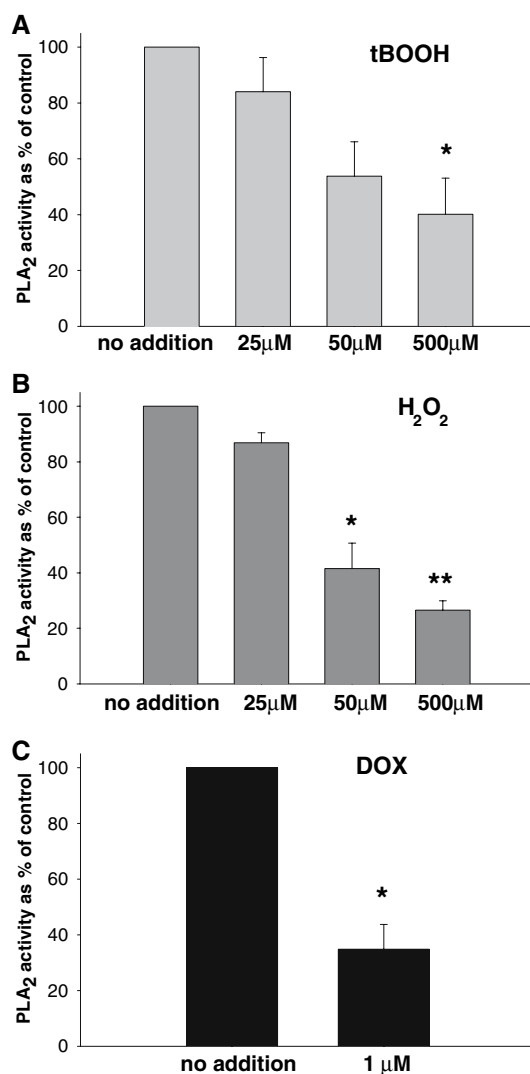 A
tBOOH
PLA2 activity as % of control
100
80
60
40
20
0
*
no addition 25μM 50μM 500μM
B
H2O2
PLA2 activity as % of control
100
80
60
40
20
0
*
**
no addition 25μM 50μM 500μM
C
DOX
PLA2 activity as % of control
100
80
60
40
20
0
*
no addition 1 μM